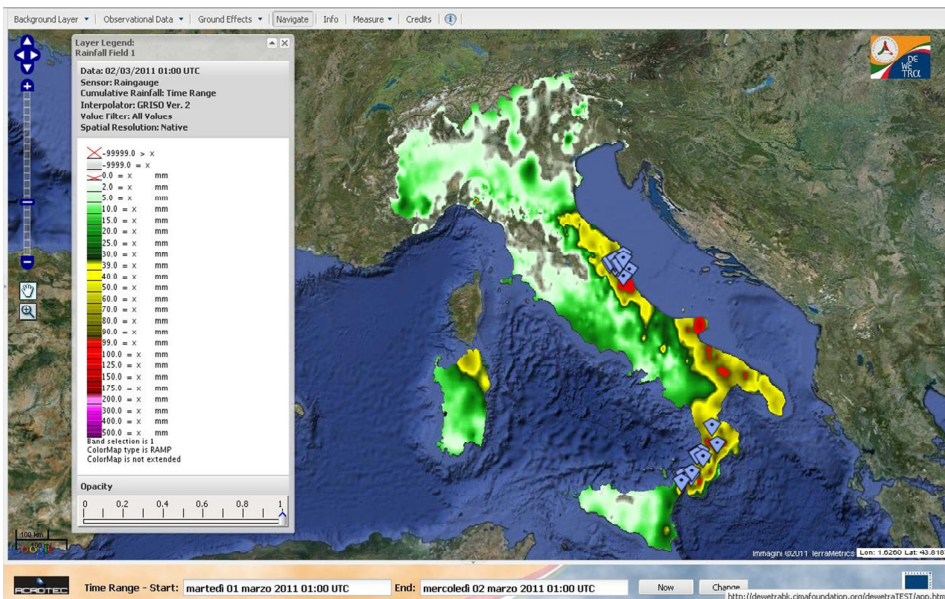 Background Layer Observational Data Ground Effects Navigate Info Measure Credits
Layer Legend:
Rainfall Field 1
Data: 02/03/2011 01:00 UTC
Sensor: Raingauge
Cumulative Rainfall: Time Range
Interpolator: GRISO Ver. 2
Value Filter: All Values
Spatial Resolution: Native
-99999.0 > x
-9999.0 = x
0.0 = x mm
2.0 = x mm
5.0 = x mm
10.0 = x mm
15.0 = x mm
20.0 = x mm
25.0 = x mm
30.0 = x mm
39.0 = x mm
40.0 = x mm
50.0 = x mm
60.0 = x mm
70.0 = x mm
80.0 = x mm
90.0 = x mm
99.0 = x mm
100.0 = x mm
125.0 = x mm
150.0 = x mm
175.0 = x mm
200.0 = x mm
300.0 = x mm
400.0 = x mm
500.0 = x mm
Band selection is 1
ColorMap type is RAMP
ColorMap is not extended
Opacity
0 0.2 0.4 0.6 0.8 1
DE
WE
TRA
100 km
Immagini ©2011 TerraMetrics Lon: 1.6260 Lat: 43.818
ACROTEC Time Range - Start: martedì 01 marzo 2011 01:00 UTC End: mercoledì 02 marzo 2011 01:00 UTC Now Change
http://dewetrabk.cimafoundation.org/dewetraTEST/app.htm